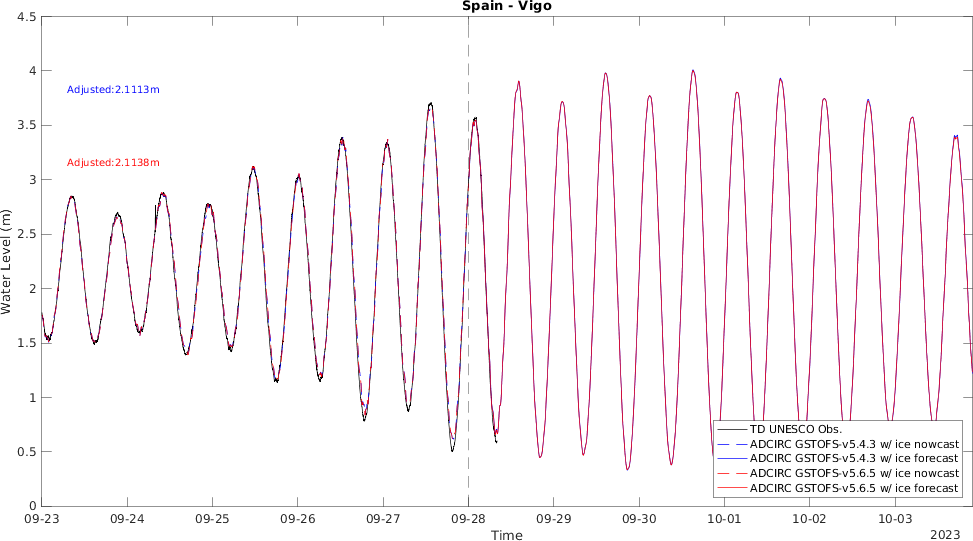 Spain - Vigo
4.5
4
3.5
3
2.5
2
1.5
1
0.5
0
Water Level (m)
Adjusted:2.1113m
Adjusted:2.1138m
TD UNESCO Obs.
ADCIRC GSTOFS-v5.4.3 w/ ice nowcast
ADCIRC GSTOFS-v5.4.3 w/ ice forecast
ADCIRC GSTOFS-v5.6.5 w/ ice nowcast
ADCIRC GSTOFS-v5.6.5 w/ ice forecast
09-23 09-24 09-25 09-26 09-27 09-28 09-29 09-30 10-01 10-02 10-03
Time
2023